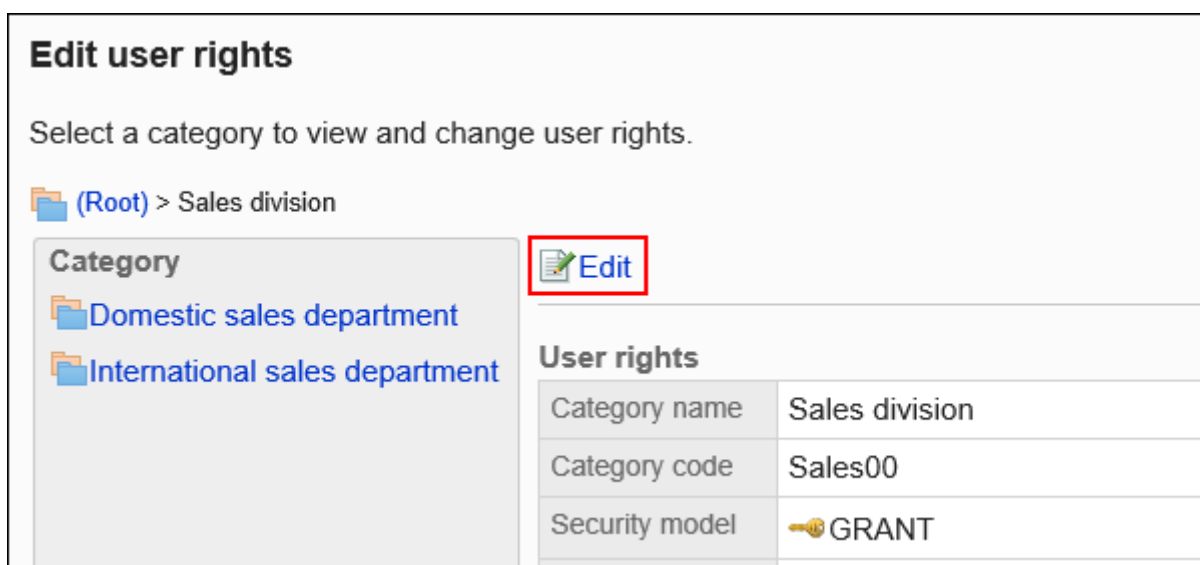 Edit user rights
Select a category to view and change user rights.
(Root) > Sales division
Category
Domestic sales department
International sales department
Edit
User rights
Category name Sales division
Category code Sales00
Security model GRANT